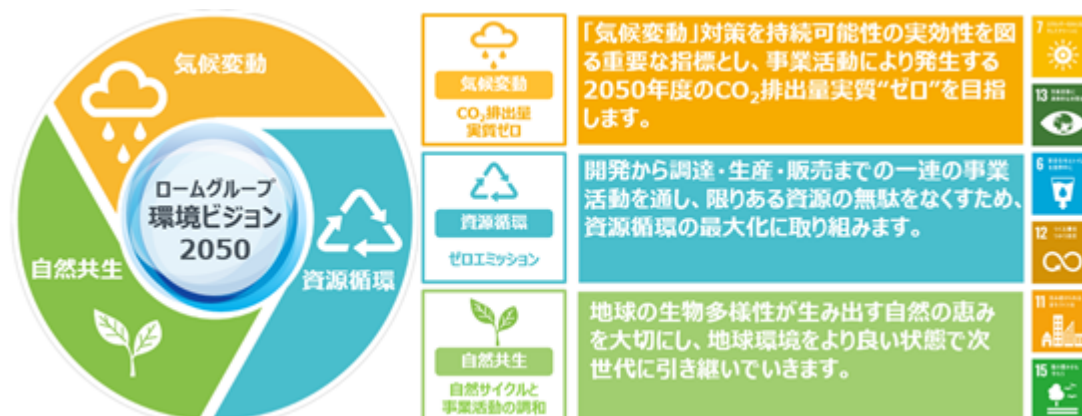 気候変動
ロームグループ
環境ビジョン
2050
自然共生
資源循環
気候変動
CO₂排出量
実質ゼロ
「気候変動」対策を持続可能性の実効性を図
る重要な指標とし、事業活動により発生する
2050年度のCO₂排出量実質“ゼロ”を目指
します。
7
13
資源循環
ゼロエミッション
開発から調達・生産・販売までの一連の事業
活動を通し、限りある資源の無駄をなくすため、
資源循環の最大化に取り組みます。
6
12
自然共生
自然サイクルと
事業活動の調和
地球の生物多様性が生み出す自然の恵み
を大切にし、地球環境をより良い状態で次
世代に引き継いでいきます。
11
15